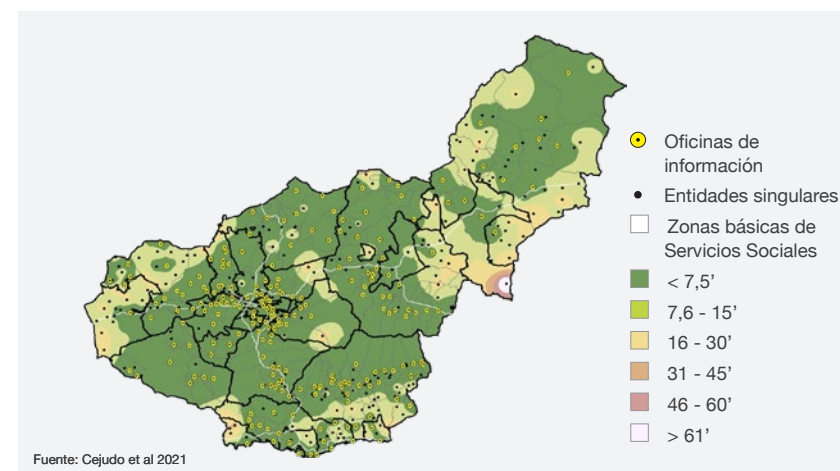 Oficinas de
información
Entidades singulares
Zonas básicas de
Servicios Sociales
< 7,5’
7,6 - 15’
16 - 30’
31 - 45’
46 - 60’
> 61’
Fuente: Cejudo et al 2021